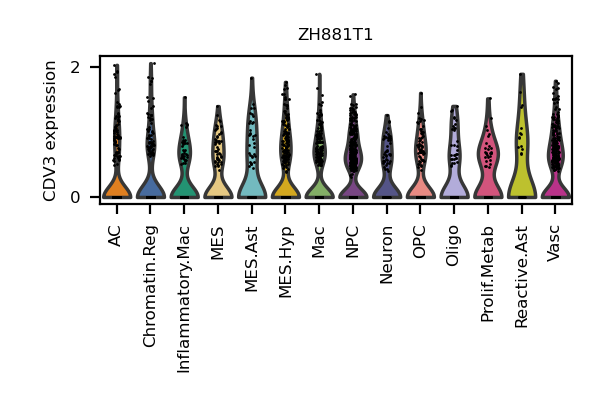 ZH881T1
CDV3 expression
2
0
AC
Chromatin.Reg
Inflammatory.Mac
MES
MES.Ast
MES.Hyp
Mac
NPC
Neuron
OPC
Oligo
Prolif.Metab
Reactive.Ast
Vasc